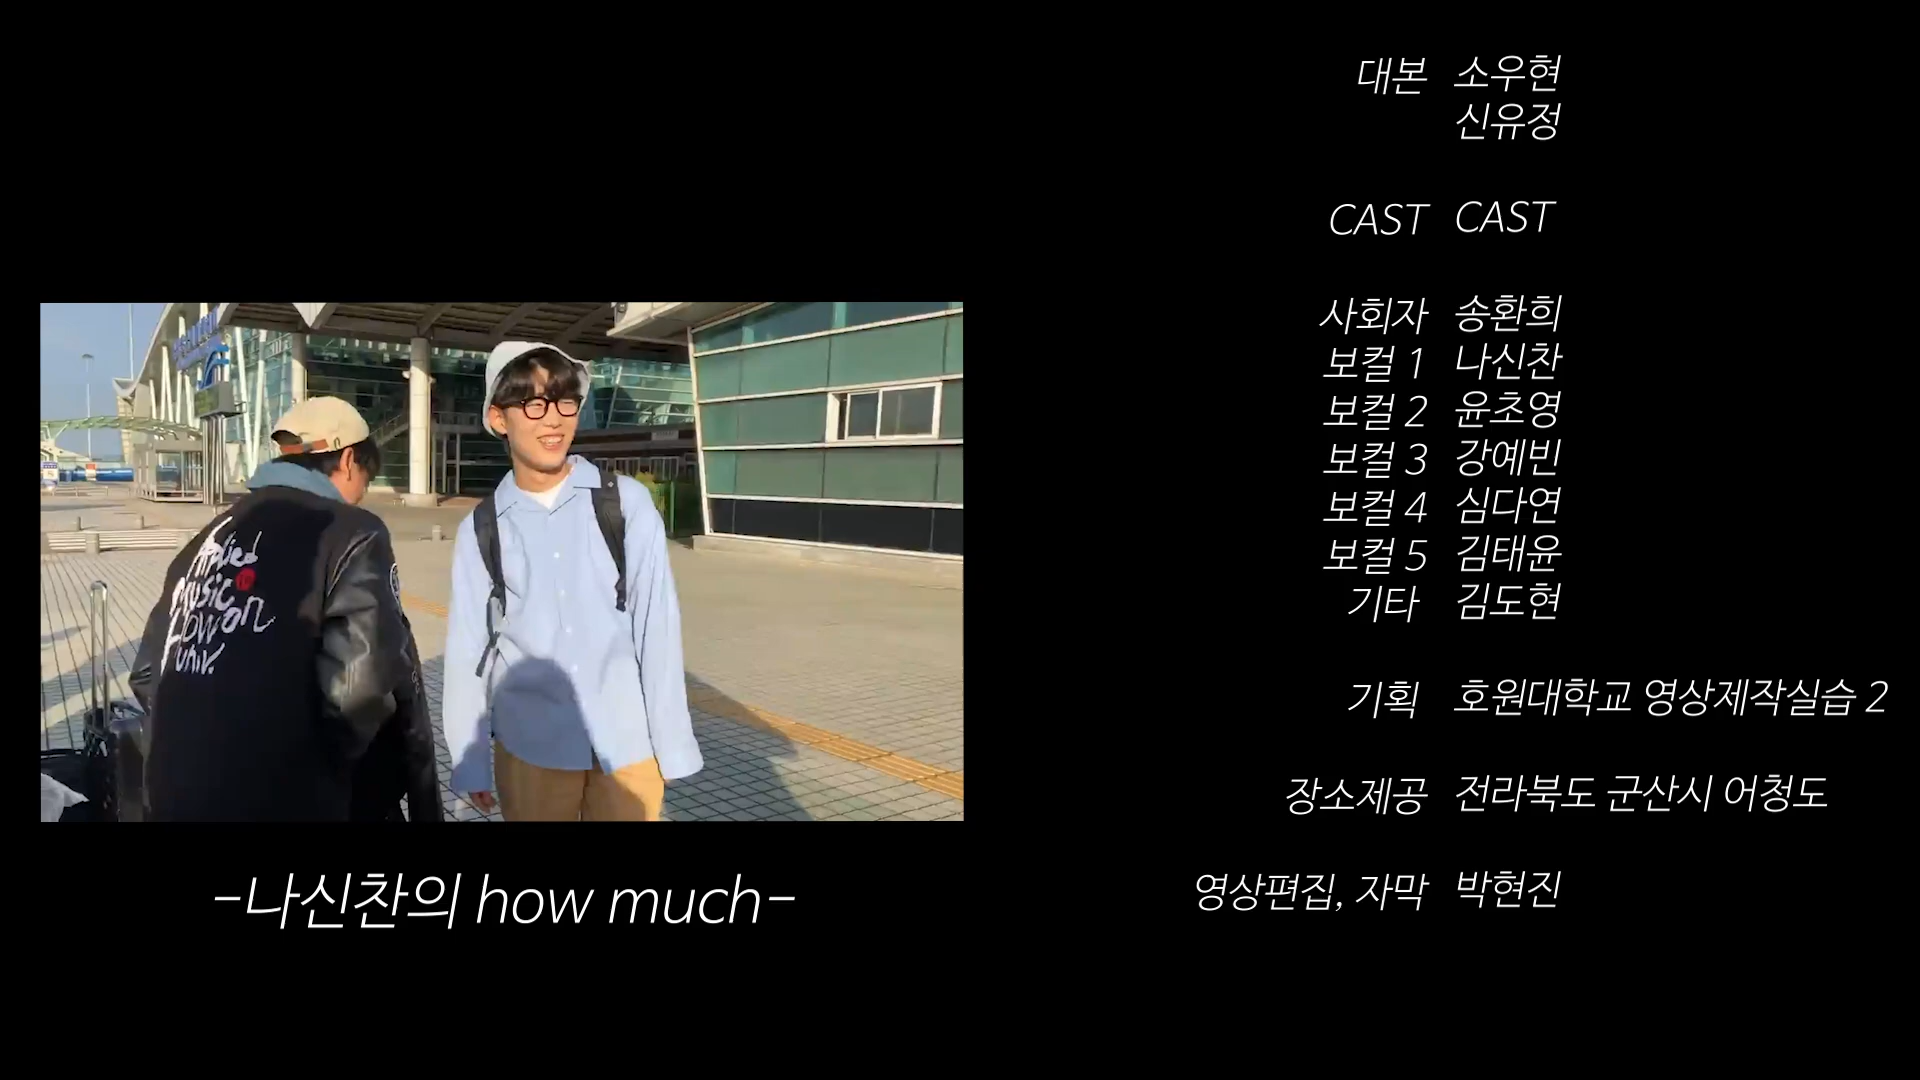 대본 소우현
신유정
CAST CAST
사회자 송환희
보컬 1 나신찬
보컬 2 윤초영
보컬 3 강예빈
보컬 4 심다연
보컬 5 김태윤
기타 김도현
기획 호원대학교 영상제작실습 2
장소제공 전라북도 군산시 어청도
영상편집, 자막 박현진
Applied
Music
Howon
univ.
-나신찬의 how much-